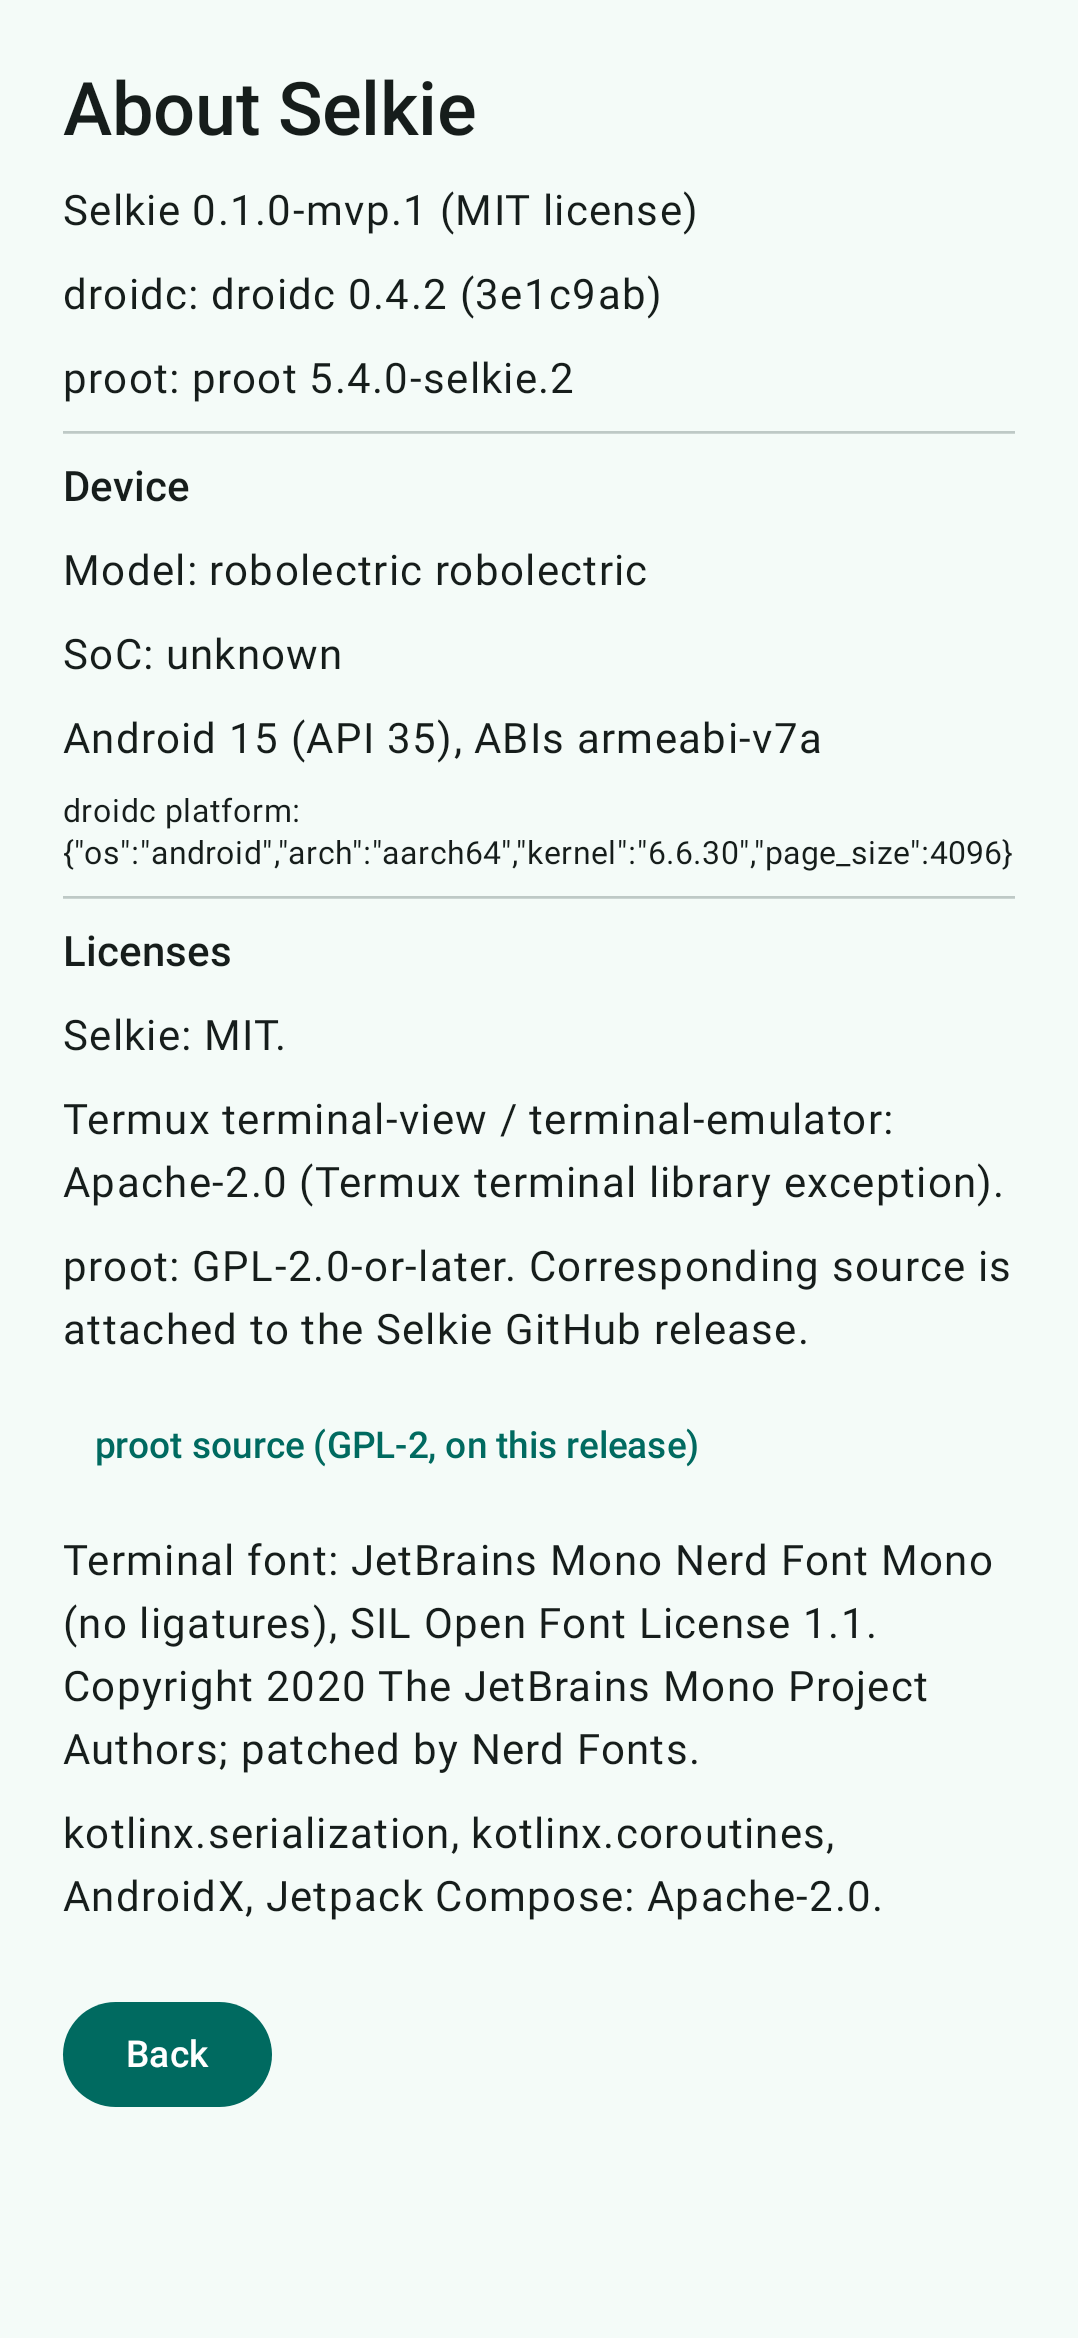 About Selkie
Selkie 0.1.0-mvp.1 (MIT license)
droidc: droidc 0.4.2 (3e1c9ab)
proot: proot 5.4.0-selkie.2
Device
Model: robolectric robolectric
SoC: unknown
Android 15 (API 35), ABIs armeabi-v7a
droidc platform:
{"os":"android","arch":"aarch64","kernel":"6.6.30","page_size":4096}
Licenses
Selkie: MIT.
Termux terminal-view / terminal-emulator:
Apache-2.0 (Termux terminal library exception).
proot: GPL-2.0-or-later. Corresponding source is
attached to the Selkie GitHub release.
proot source (GPL-2, on this release)
Terminal font: JetBrains Mono Nerd Font Mono
(no ligatures), SIL Open Font License 1.1.
Copyright 2020 The JetBrains Mono Project
Authors; patched by Nerd Fonts.
kotlinx.serialization, kotlinx.coroutines,
AndroidX, Jetpack Compose: Apache-2.0.
Back